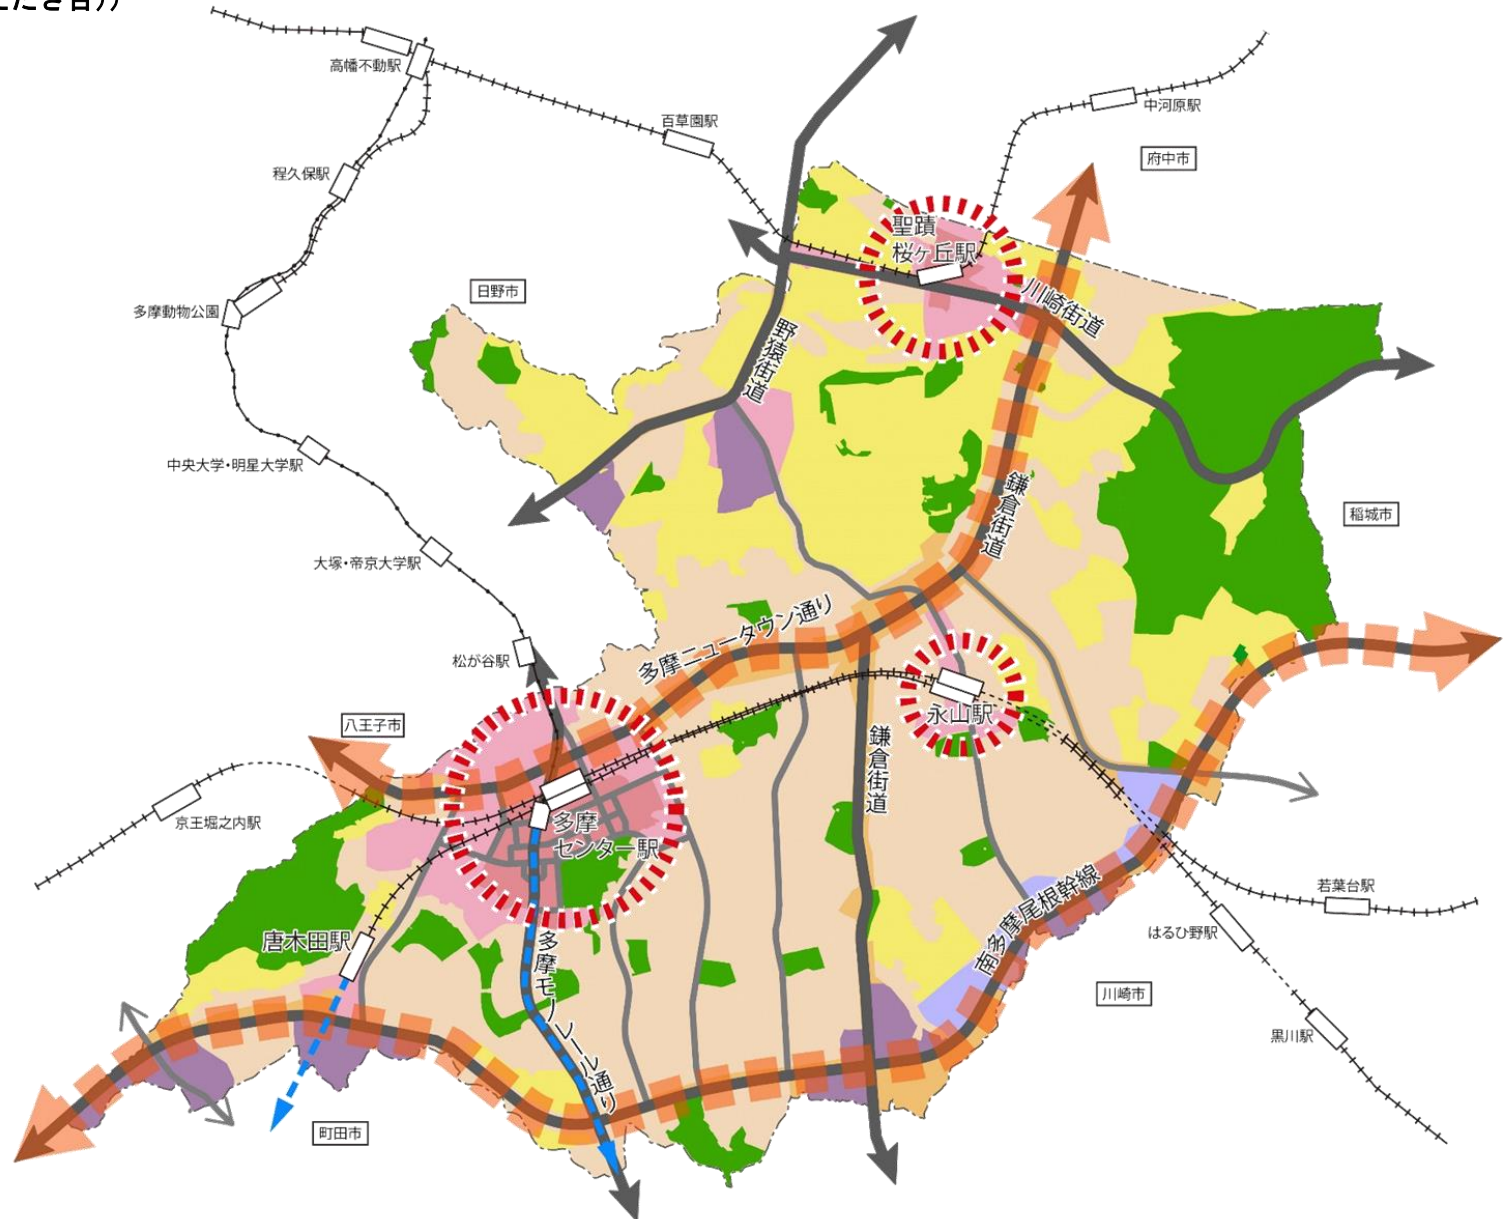 高幡不動駅
百草園駅
中河原駅
府中市
程久保駅
聖蹟
桜ヶ丘駅
日野市
川崎街道
多摩動物公園
野猿街道
中央大学・明星大学駅
鎌倉街道
稲城市
大塚・帝京大学駅
多摩ニュータウン通り
松が谷駅
永山駅
八王子市
鎌倉街道
京王堀之内駅
多摩
センター駅
南多摩尾根幹線
若葉台駅
はるひ野駅
唐木田駅
多摩モノレール通り
川崎市
黒川駅
町田市